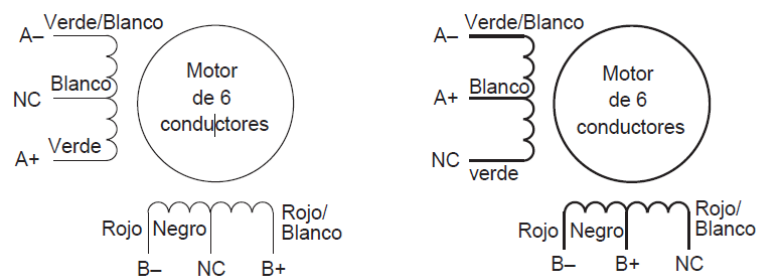 A– Verde/Blanco
NC Blanco
A+ Verde
Motor
de 6
conductores
Rojo Negro Rojo/
Blanco
B– NC B+
A– Verde/Blanco
A+ Blanco
NC verde
Motor
de 6
conductores
Rojo Negro Rojo/
Blanco
B– B+ NC